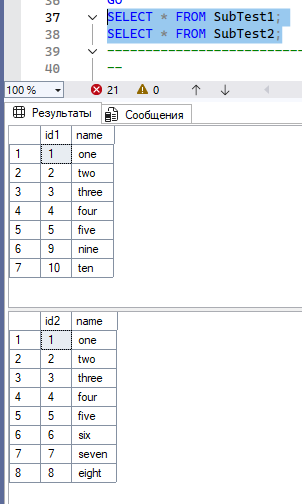 36
GO
37 SELECT * FROM SubTest1;
38 SELECT * FROM SubTest2;
39 --------------------------------
40 --
100 % 21 0
Результаты Сообщения
id1 name
1 1 one
2 2 two
3 3 three
4 4 four
5 5 five
6 9 nine
7 10 ten
id2 name
1 1 one
2 2 two
3 3 three
4 4 four
5 5 five
6 6 six
7 7 seven
8 8 eight